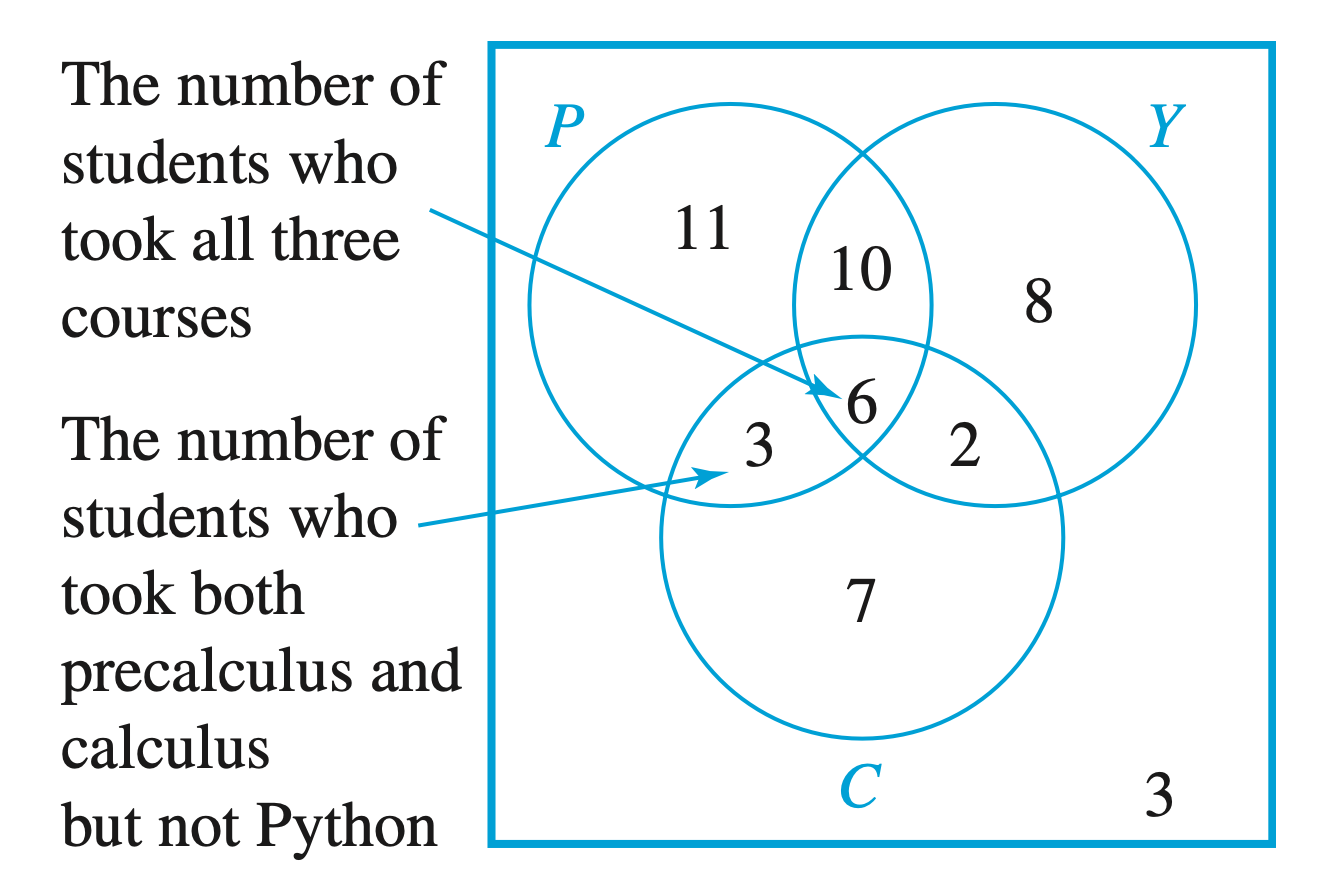 The number of
students who
took all three
courses
The number of
students who
took both
precalculus and
calculus
but not Python
P
Y
11
10
8
6
3
2
7
C
3